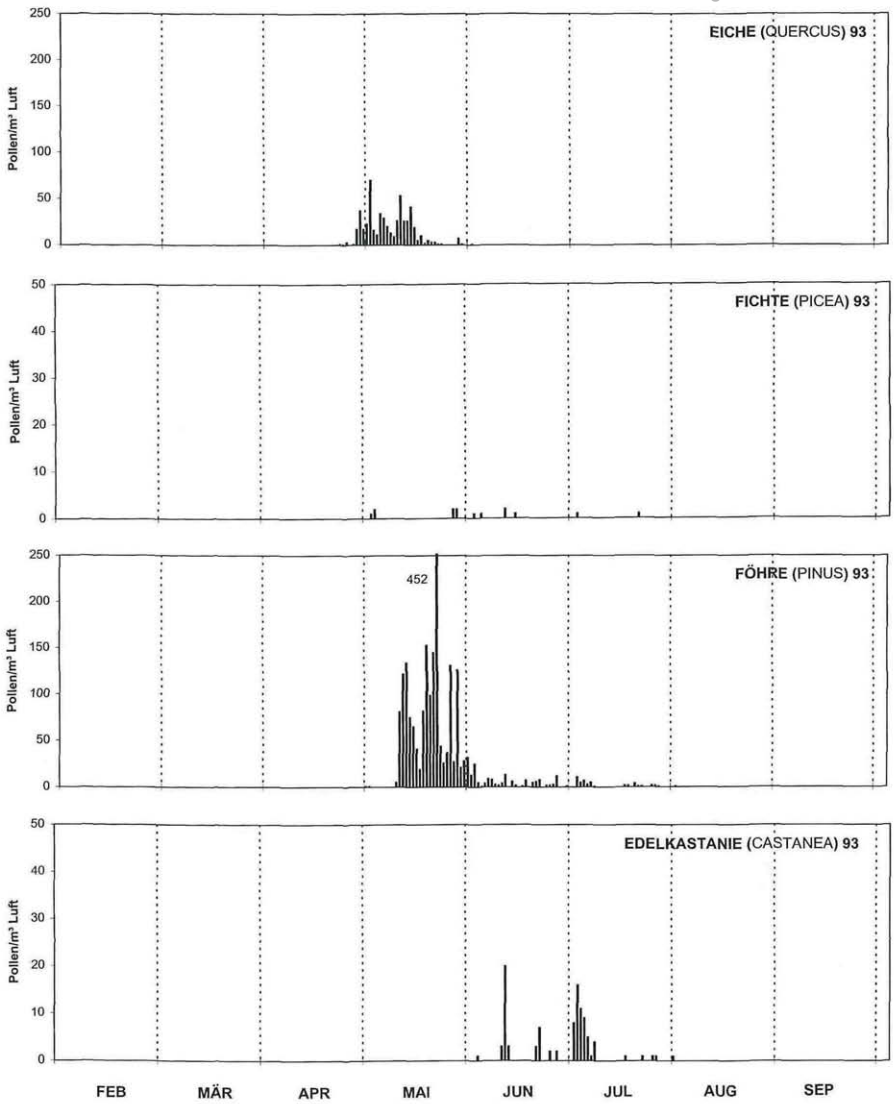 EICHE (QUERCUS) 93
250
200
150
100
50
0
Pollen/m³ Luft
FICHTE (PICEA) 93
50
40
30
20
10
0
Pollen/m³ Luft
FÖHRE (PINUS) 93
250
200
150
100
50
0
Pollen/m³ Luft
452
EDELKASTANIE (CASTANEA) 93
50
40
30
20
10
0
Pollen/m³ Luft
FEB MÄR APR MAI JUN JUL AUG SEP